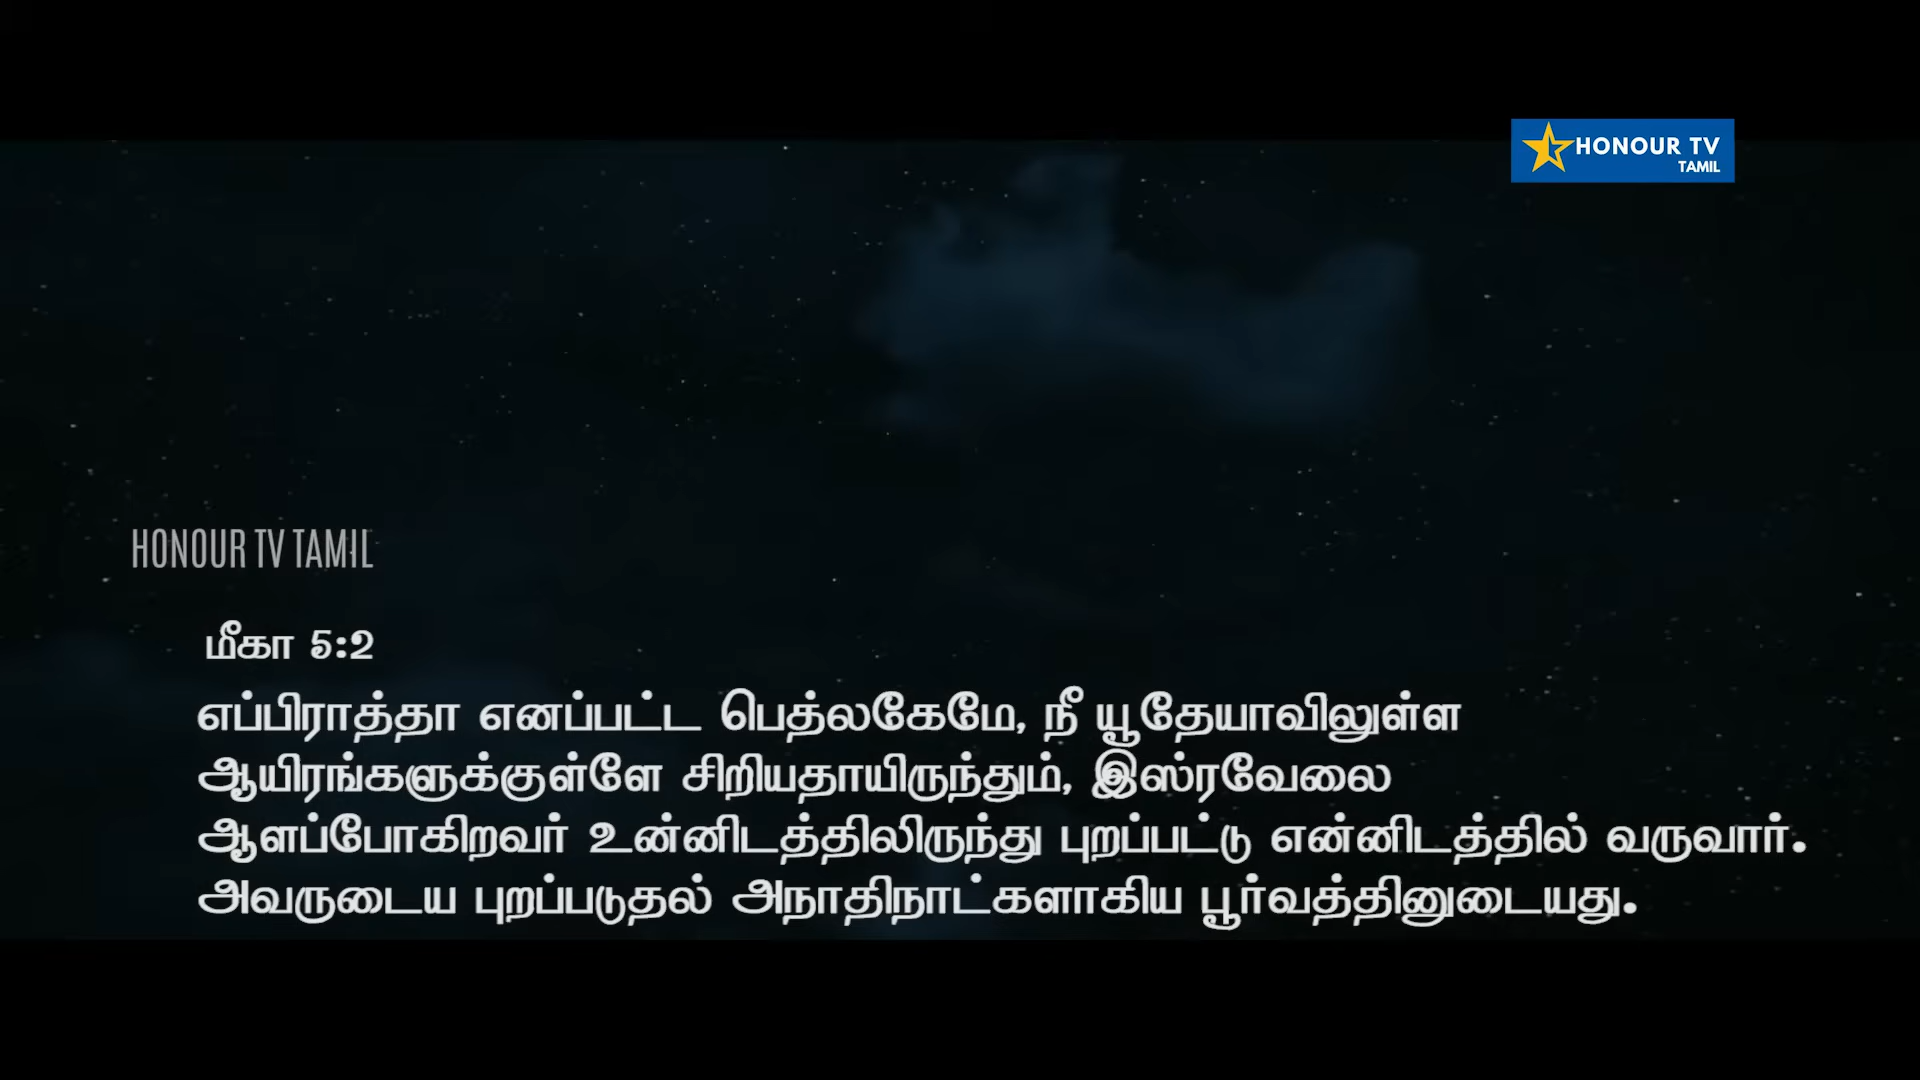 HONOUR TV
TAMIL
HONOUR TV TAMIL
மீகா 5:2
எப்பிராத்தா எனப்பட்ட பெத்லகேமே, நீ யூதேயாவிலுள்ள
ஆயிரங்களுக்குள்ளே சிறியதாயிருந்தும், இஸ்ரவேலை
ஆளப்போகிறவர் உன்னிடத்திலிருந்து புறப்பட்டு என்னிடத்தில் வருவார்.
அவருடைய புறப்படுதல் அநாதிநாட்களாகிய பூர்வத்தினுடையது.